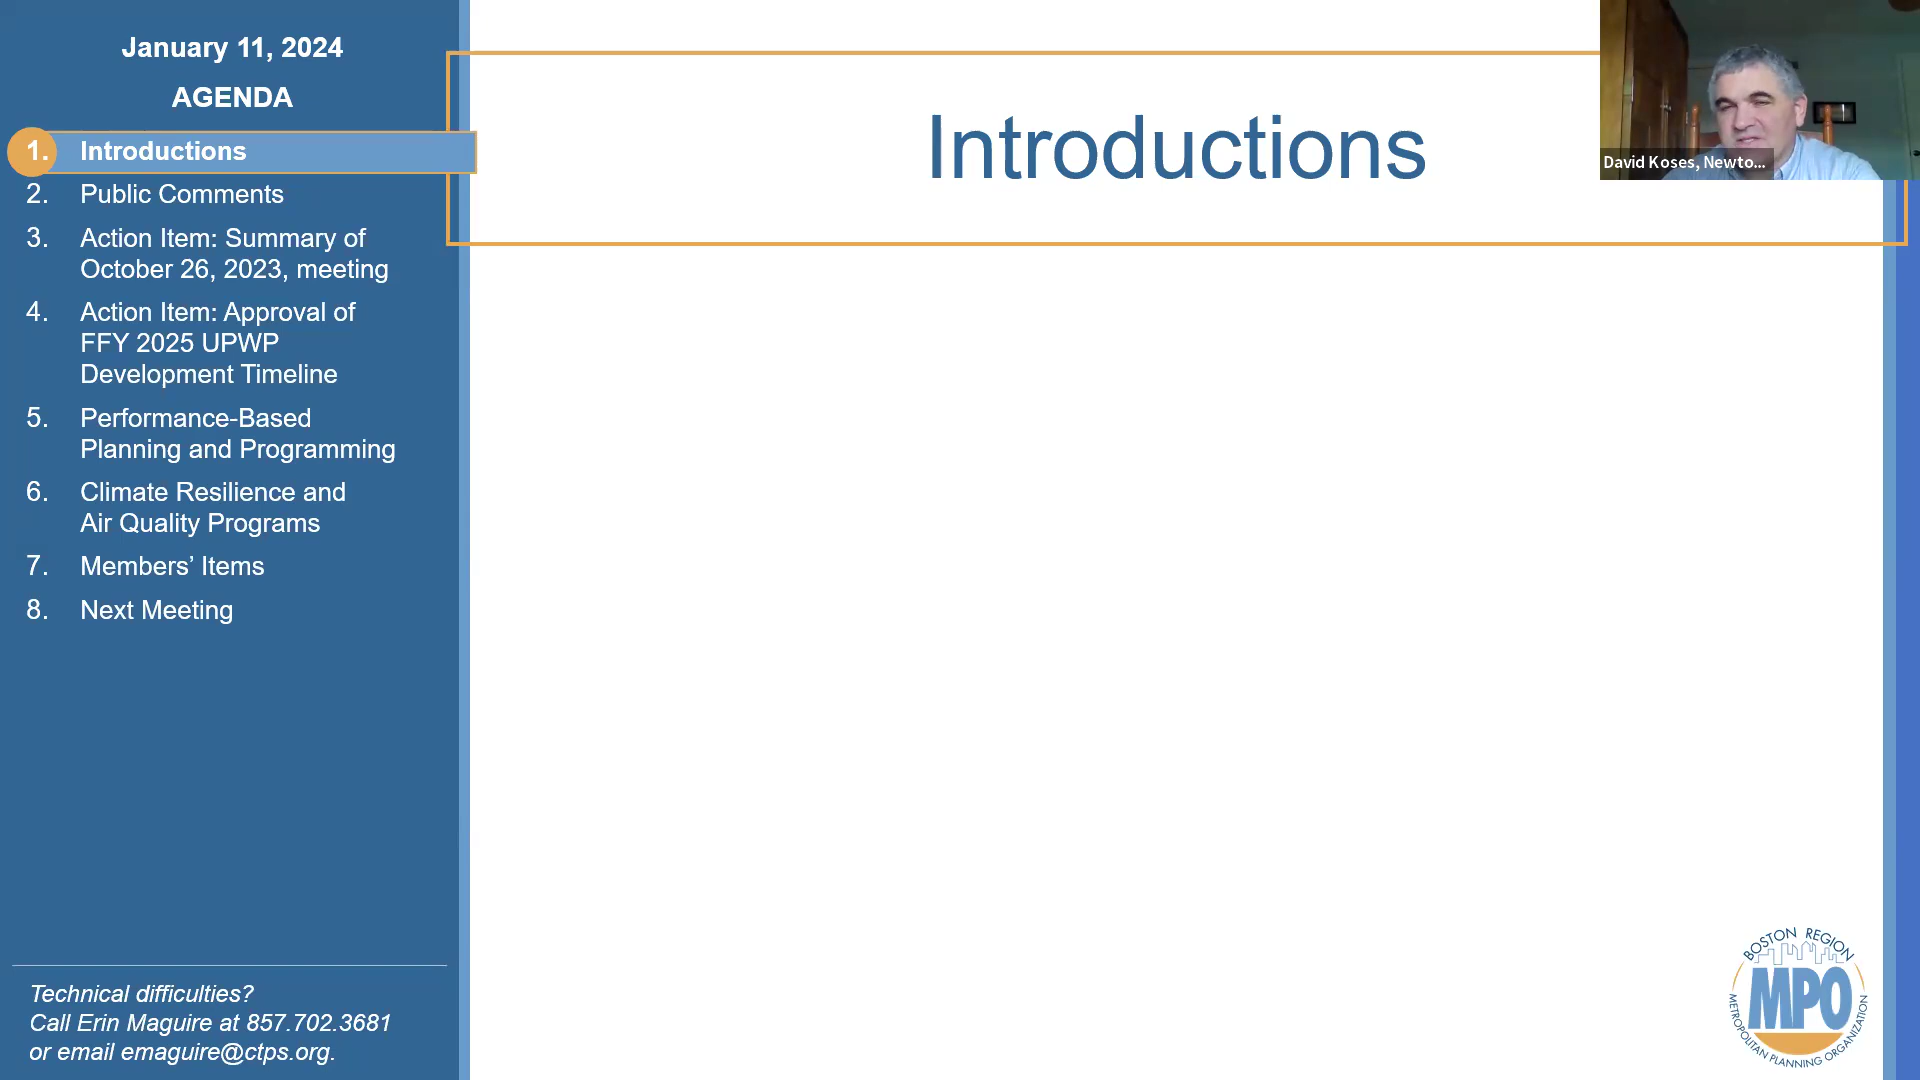 January 11, 2024
AGENDA
1. Introductions
2. Public Comments
3. Action Item: Summary of
October 26, 2023, meeting
4. Action Item: Approval of
FFY 2025 UPWP
Development Timeline
5. Performance-Based
Planning and Programming
6. Climate Resilience and
Air Quality Programs
7. Members’ Items
8. Next Meeting
Technical difficulties?
Call Erin Maguire at 857.702.3681
or email emaguire@ctps.org.
Introductions
David Koses, Newto...
BOSTON REGION
MPO
METROPOLITAN PLANNING ORGANIZATION